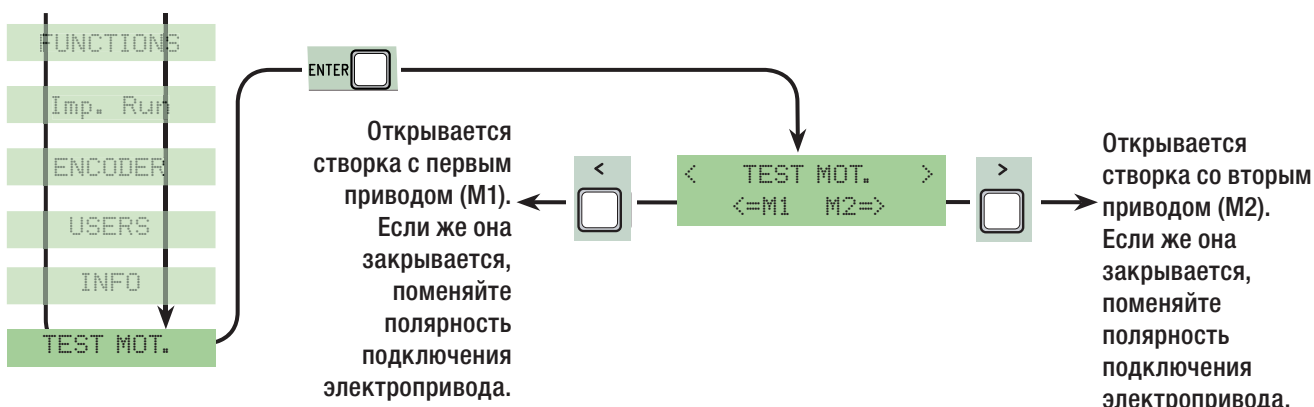 FUNCTIONS
Imp. Run
ENCODER
USERS
INFO
TEST MOT.
ENTER
Открывается
створка с первым
приводом (M1).
Если же она
закрывается,
поменяйте
полярность
подключения
электропривода.
<
< TEST MOT. >
<=M1 M2=>
>
Открывается
створка со вторым
приводом (M2).
Если же она
закрывается,
поменяйте
полярность
подключения
электропривода.